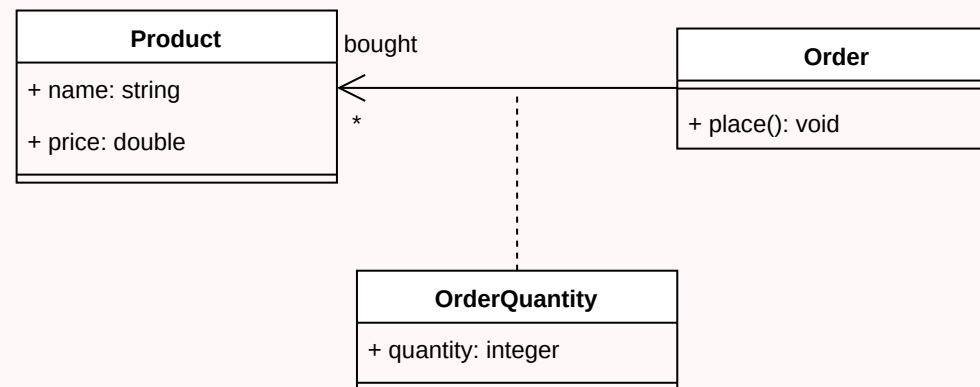 Product
+ name: string
+ price: double
bought
*
Order
+ place(): void
OrderQuantity
+ quantity: integer